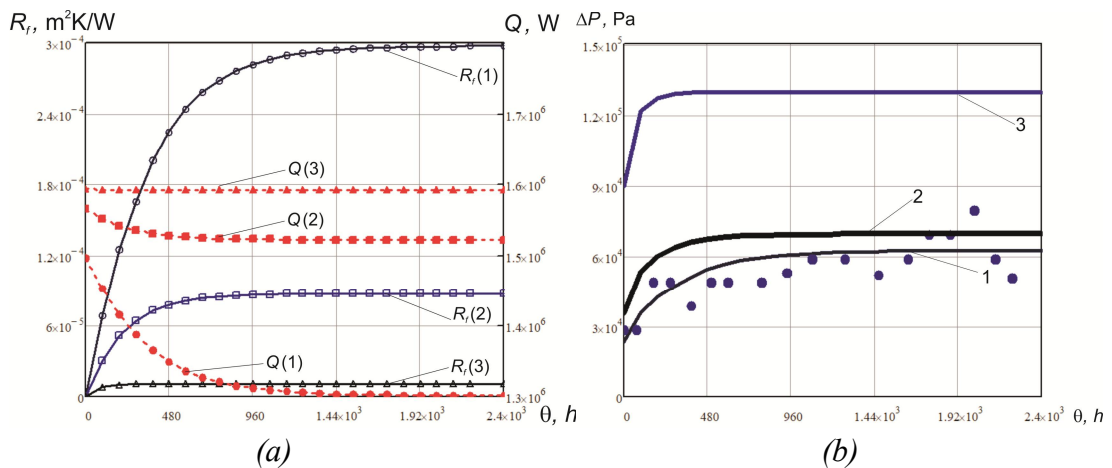 R_f, m²K/W
Q, W
3×10⁻⁴
2.4×10⁻⁴
1.8×10⁻⁴
1.2×10⁻⁴
6×10⁻⁵
0
1.7×10⁶
1.6×10⁶
1.5×10⁶
1.4×10⁶
1.3×10⁶
R_f(1)
Q(3)
Q(2)
R_f(2)
Q(1)
R_f(3)
0 480 960 1.44×10³ 1.92×10³ 2.4×10³ θ, h
(a)
ΔP, Pa
1.5×10⁵
1.2×10⁵
9×10⁴
6×10⁴
3×10⁴
0
3
2
1
0 480 960 1.44×10³ 1.92×10³ 2.4×10³ θ, h
(b)